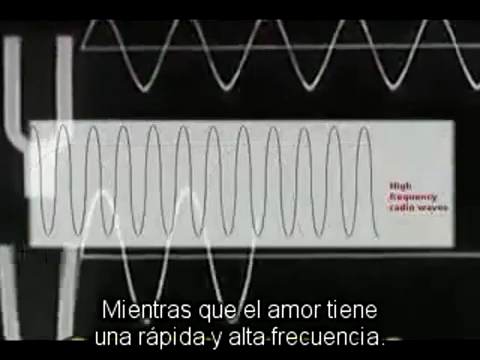 High
frequency
radio waves
Mientras que el amor tiene
una rápida y alta frecuencia.